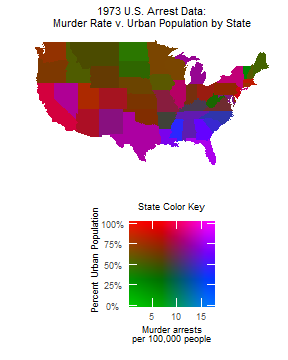 1973 U.S. Arrest Data:
Murder Rate v. Urban Population by State
State Color Key
Percent Urban Population
100%
75%
50%
25%
0%
5 10 15
Murder arrests
per 100,000 people